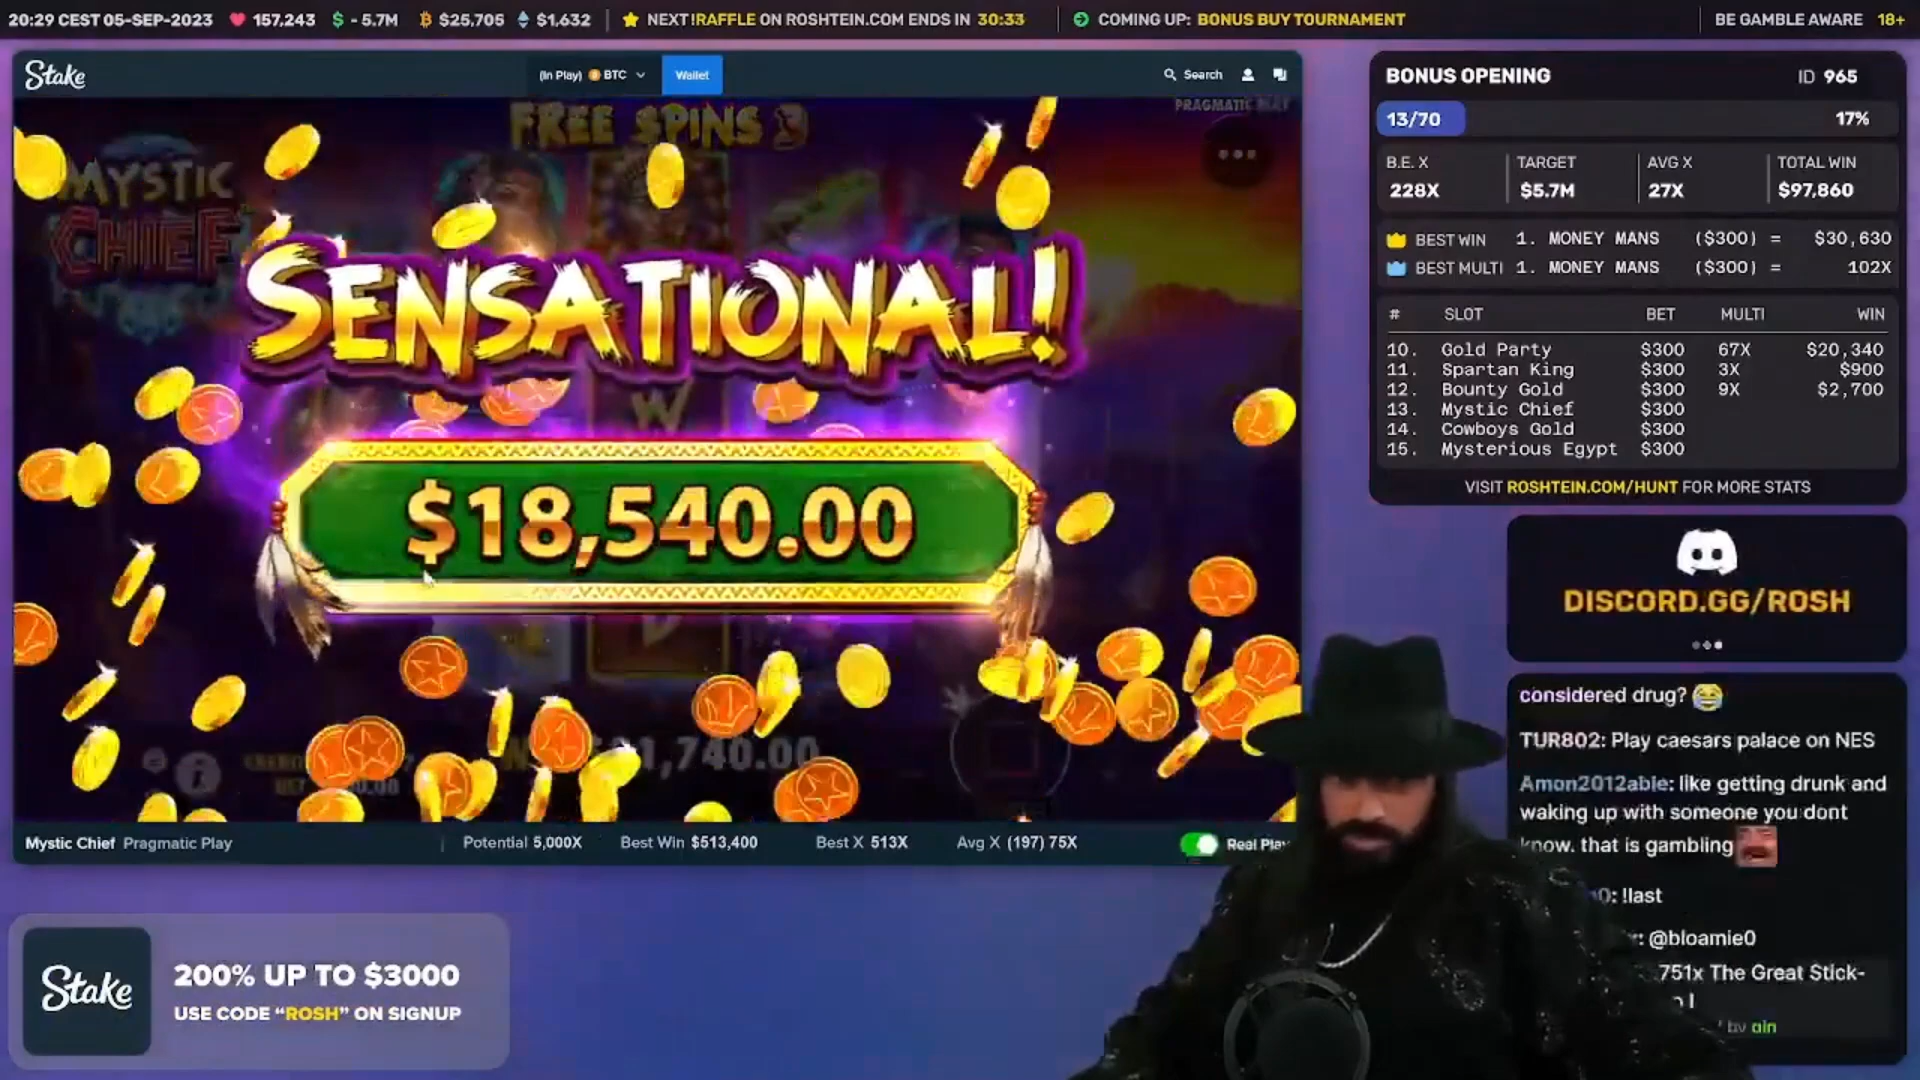 20:29 CEST 05-SEP-2023 157,243 $ - 5.7M $25,705 $1,632 NEXT !RAFFLE ON ROSHTEIN.COM ENDS IN 30:33 COMING UP: BONUS BUY TOURNAMENT BE GAMBLE AWARE 18+
Stake (In Play) BTC Wallet Search
PRAGMATIC PLAY
FREE SPINS 3
MYSTIC
CHIEF
SENSATIONAL!
$18,540.00
1,740.00
Mystic Chief Pragmatic Play Potential 5,000X Best Win $513,400 Best X 513X Avg X (197) 75X Real Play
Stake
200% UP TO $3000
USE CODE “ROSH” ON SIGNUP
BONUS OPENING ID 965
13/70 17%
B.E. X TARGET AVG X TOTAL WIN
228X $5.7M 27X $97,860
BEST WIN 1. MONEY MANS ($300) = $30,630
BEST MULTI 1. MONEY MANS ($300) = 102X
# SLOT BET MULTI WIN
10. Gold Party $300 67X $20,340
11. Spartan King $300 3X $900
12. Bounty Gold $300 9X $2,700
13. Mystic Chief $300
14. Cowboys Gold $300
15. Mysterious Egypt $300
VISIT ROSHTEIN.COM/HUNT FOR MORE STATS
DISCORD.GG/ROSH
considered drug? 😂
TUR802: Play caesars palace on NES
Amon2012able: like getting drunk and
waking up with someone you dont
know. that is gambling
0: !last
: @bloamie0
751x The Great Stick-
by ain